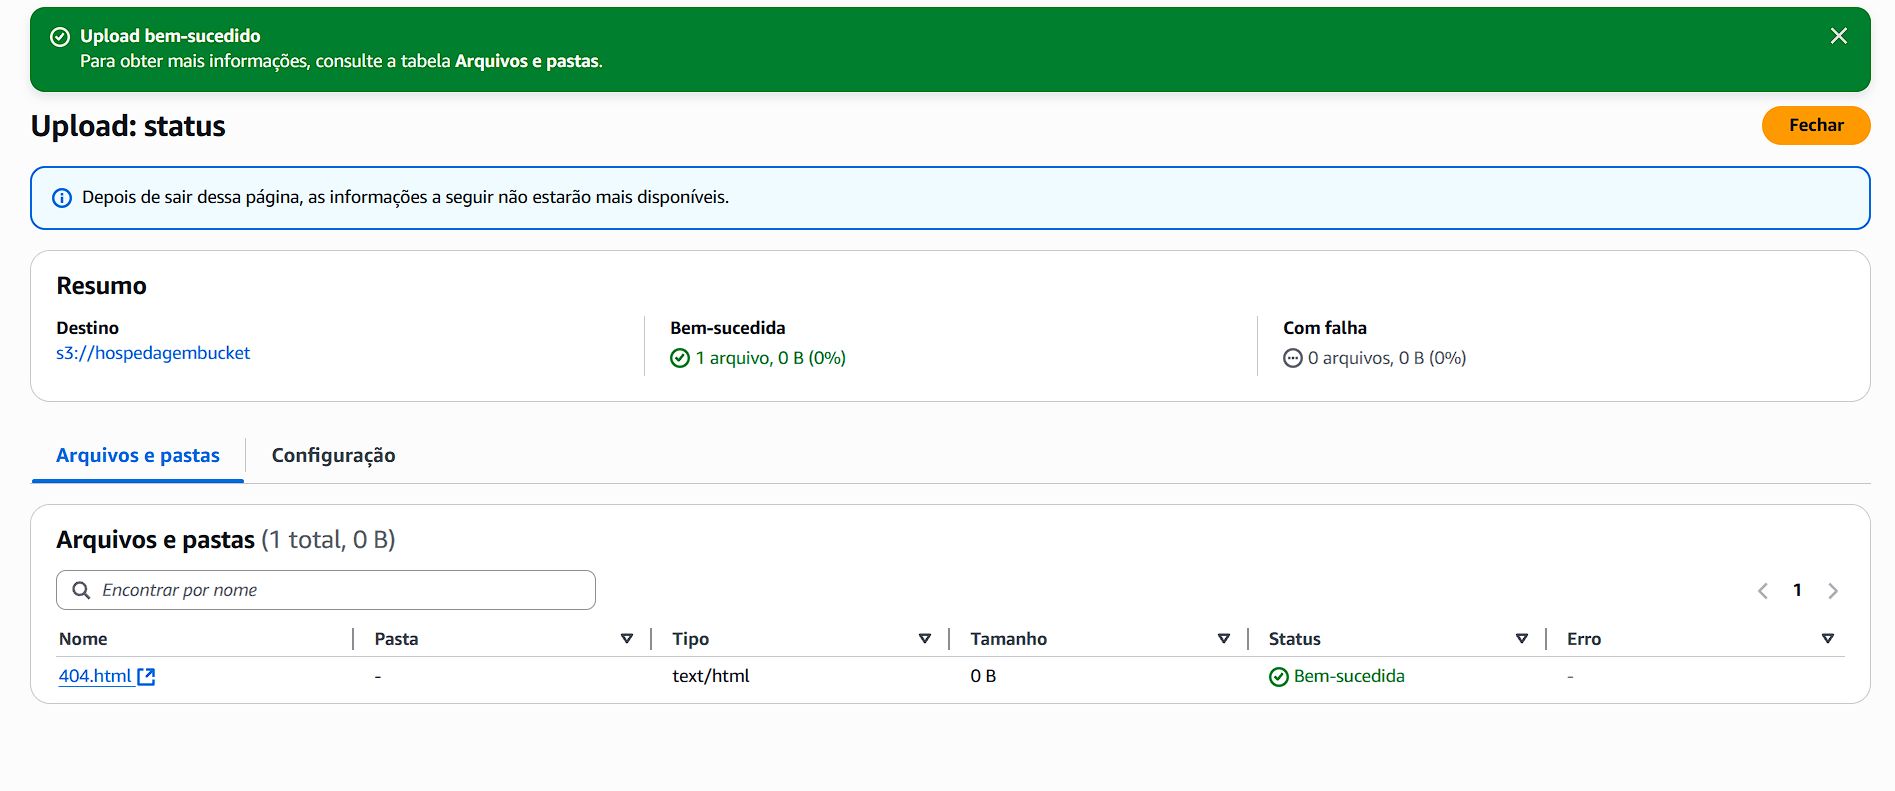 Upload bem-sucedido
Para obter mais informações, consulte a tabela Arquivos e pastas.
Upload: status
Fechar
Depois de sair dessa página, as informações a seguir não estarão mais disponíveis.
Resumo
Destino
s3://hospedagembucket
Bem-sucedida
1 arquivo, 0 B (0%)
Com falha
0 arquivos, 0 B (0%)
Arquivos e pastas
Configuração
Arquivos e pastas (1 total, 0 B)
Encontrar por nome
1
Nome Pasta Tipo Tamanho Status Erro
404.html - text/html 0 B Bem-sucedida -